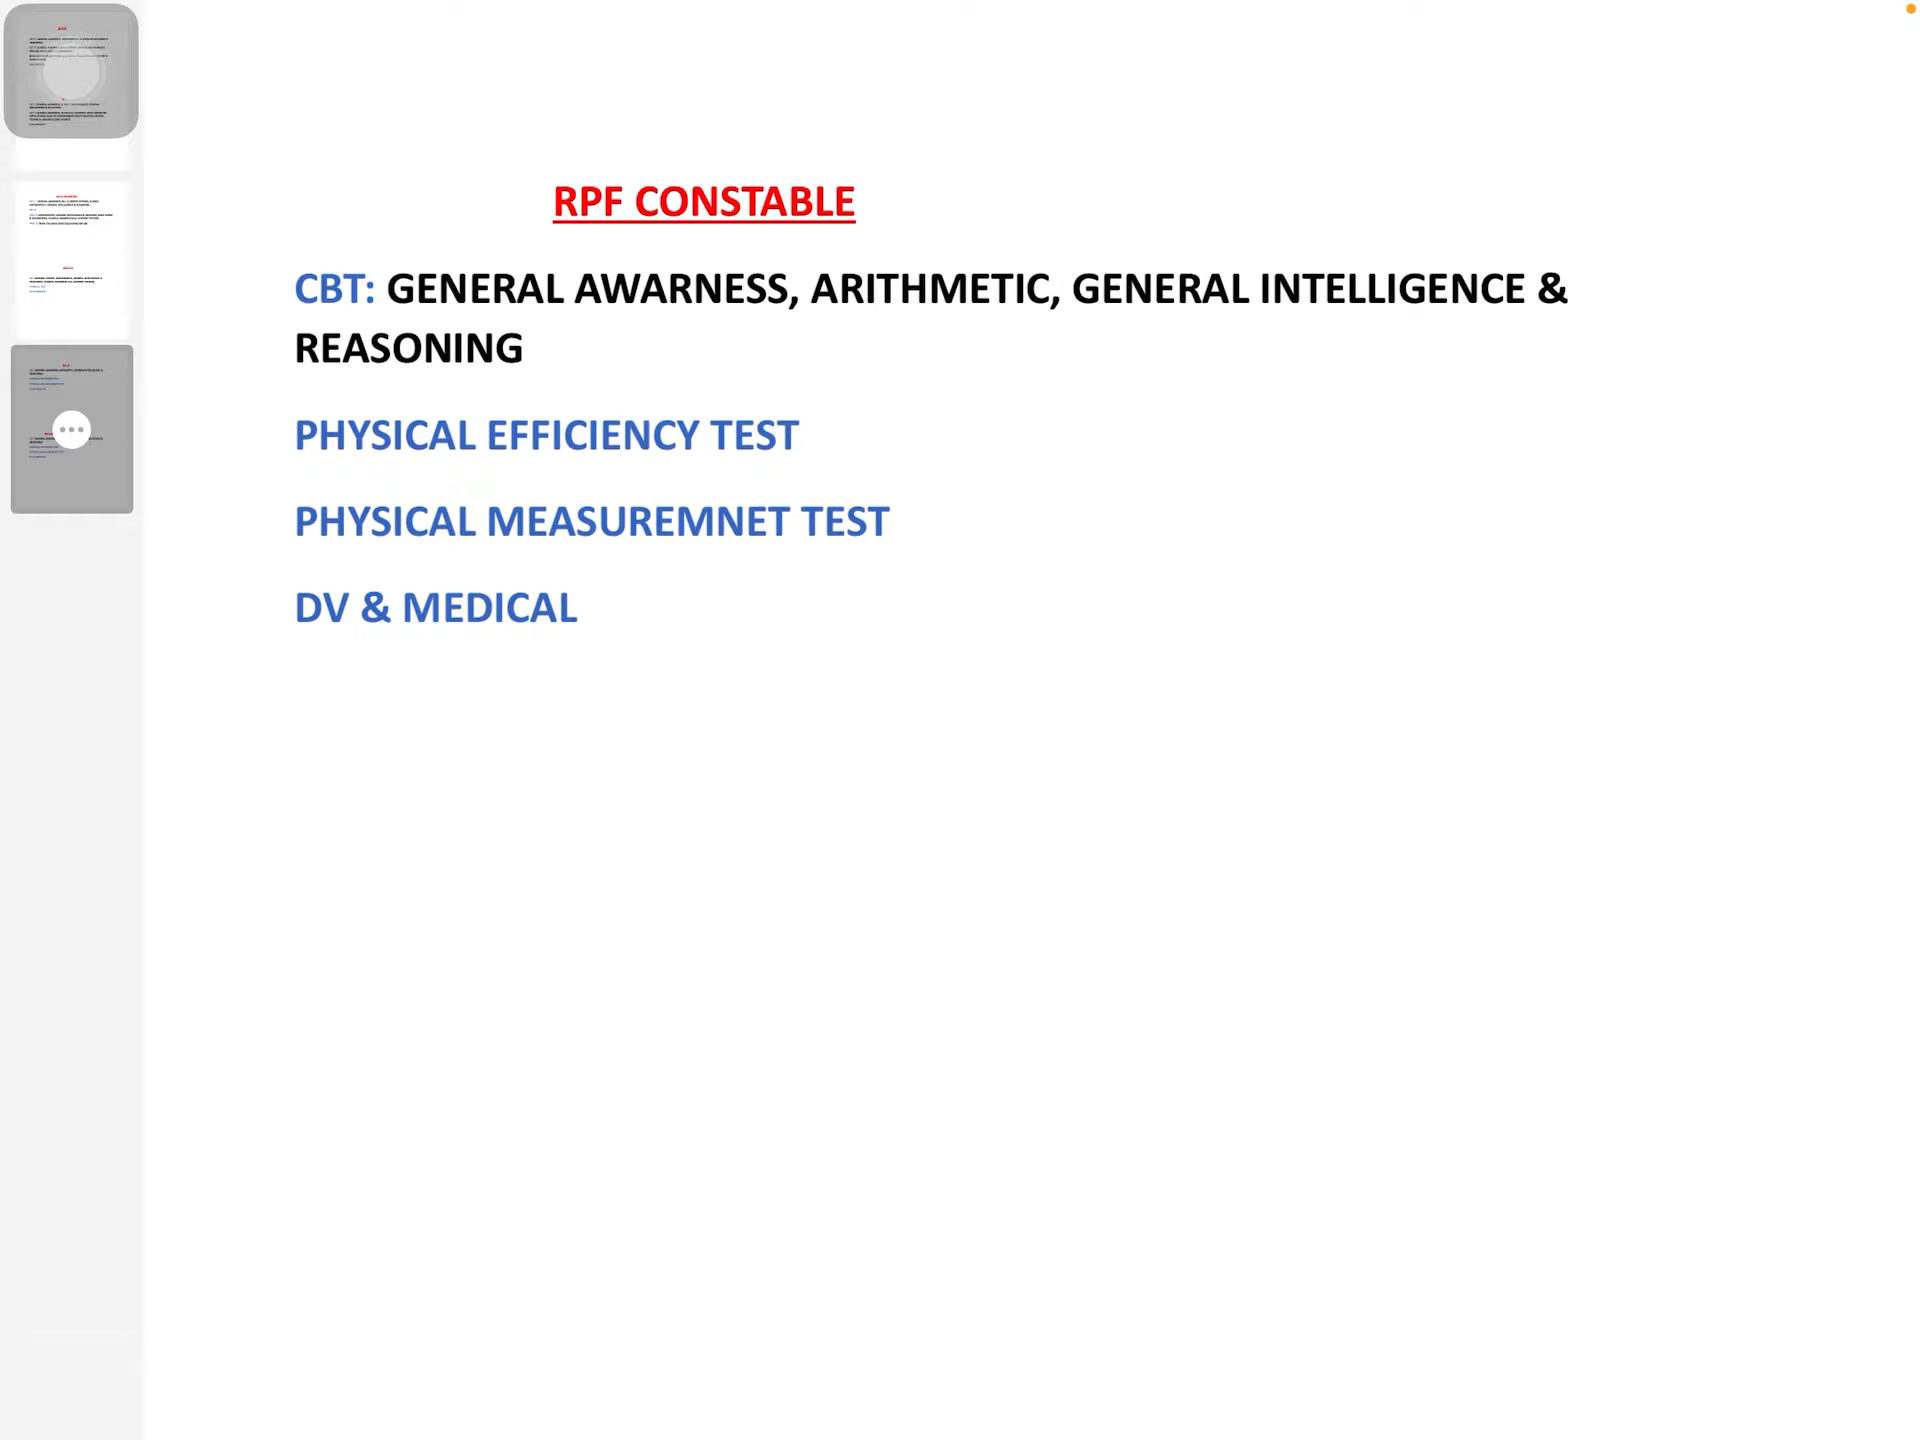 RPF CONSTABLE
CBT: GENERAL AWARNESS, ARITHMETIC, GENERAL INTELLIGENCE &
REASONING
PHYSICAL EFFICIENCY TEST
PHYSICAL MEASUREMNET TEST
DV & MEDICAL